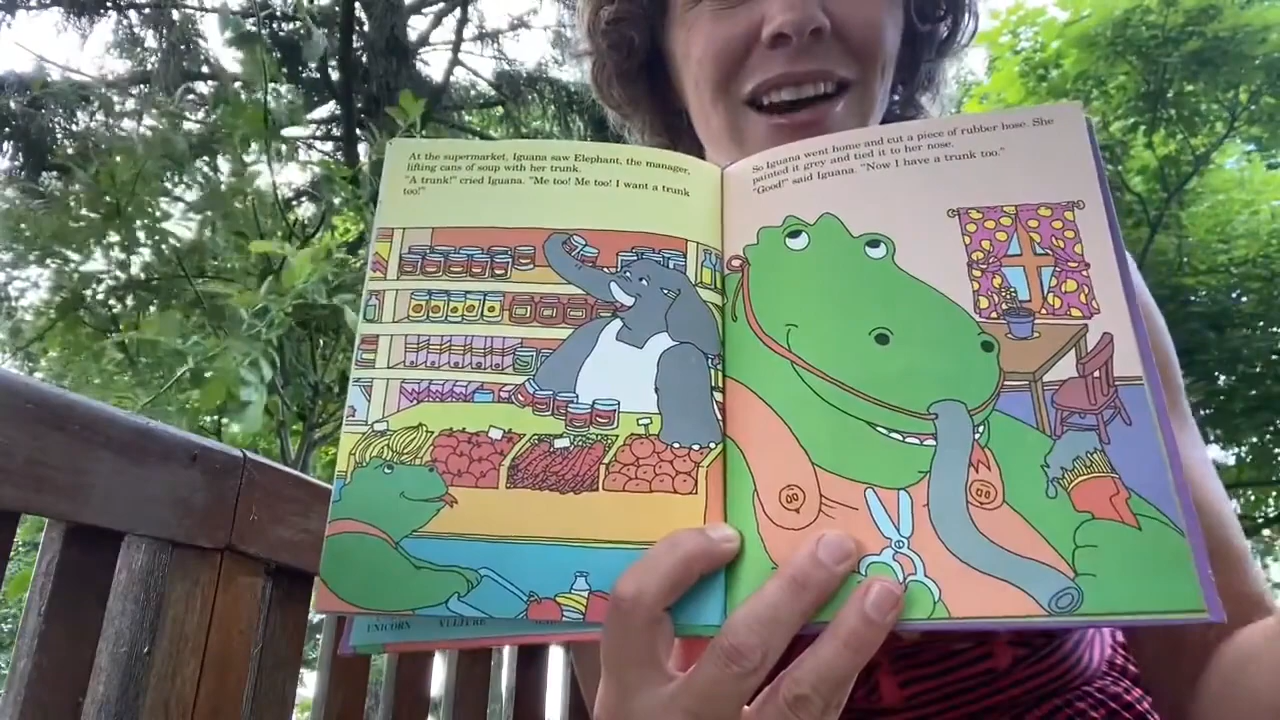 At the supermarket, Iguana saw Elephant, the manager,
lifting cans of soup with her trunk.
"A trunk!" cried Iguana. "Me too! Me too! I want a trunk
too!"
So Iguana went home and cut a piece of rubber hose. She
painted it grey and tied it to her nose.
"Good!" said Iguana. "Now I have a trunk too."
UNICORN VULTURE